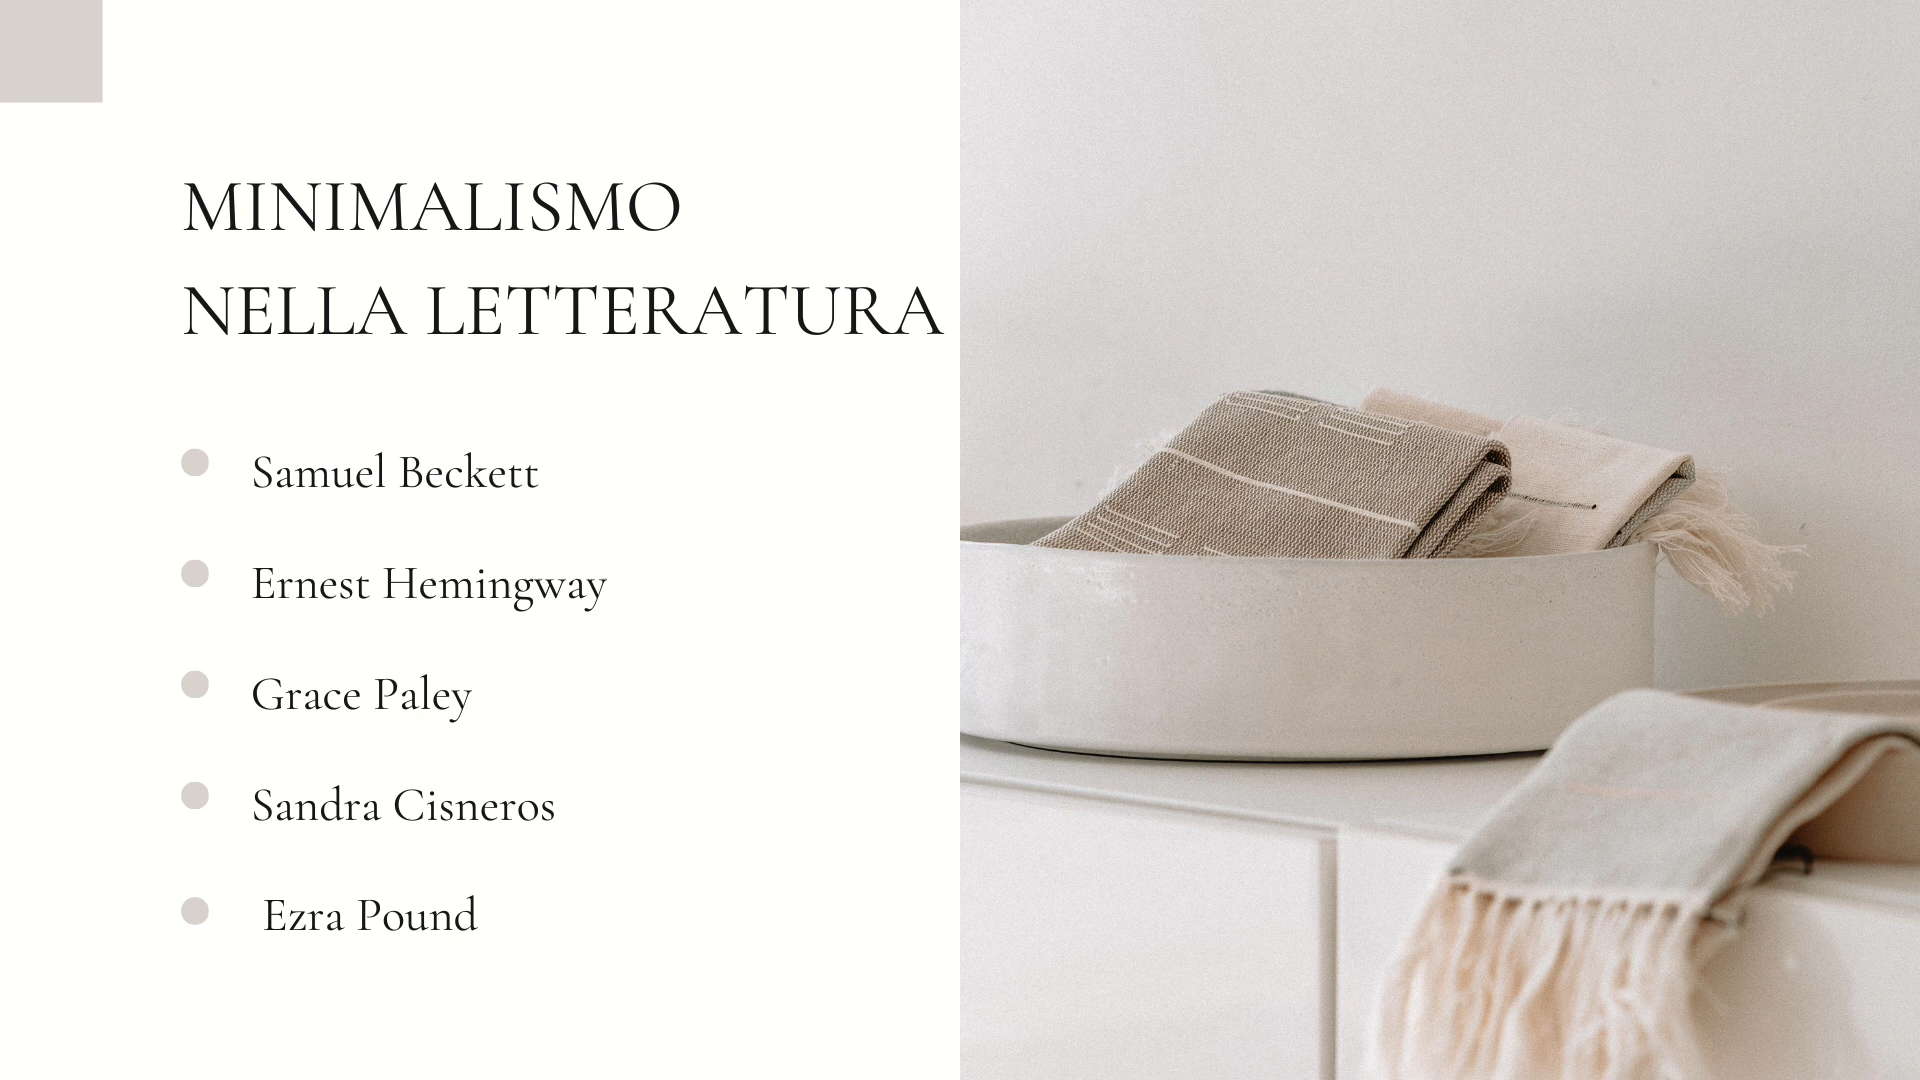 MINIMALISMO
NELLA LETTERATURA
Samuel Beckett
Ernest Hemingway
Grace Paley
Sandra Cisneros
Ezra Pound